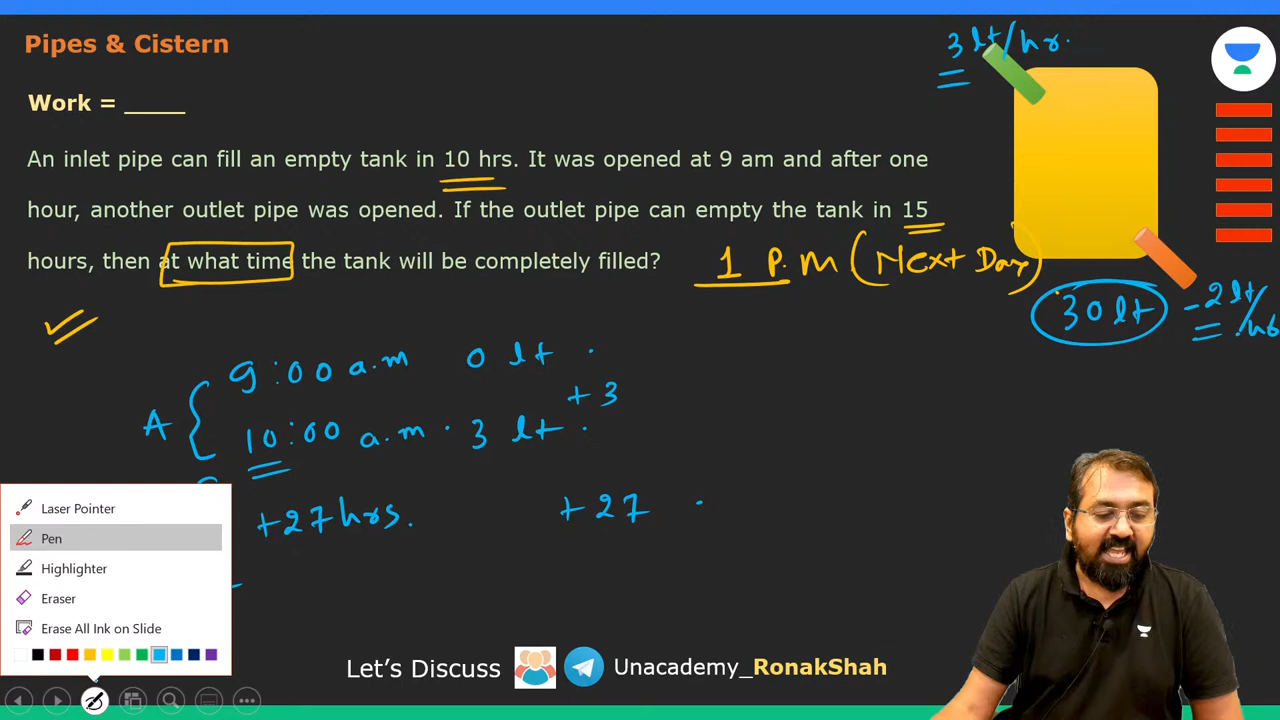 Pipes & Cistern
3 lt/hr.
Work = _____
An inlet pipe can fill an empty tank in 10 hrs. It was opened at 9 am and after one
hour, another outlet pipe was opened. If the outlet pipe can empty the tank in 15
hours, then at what time the tank will be completely filled?
1 P.M (Next Day)
30 lt
-2 lt/
9:00 a.m 0 lt
+3
A { 10:00 a.m. 3 lt
+27 hrs. +27
Laser Pointer
Pen
Highlighter
Eraser
Erase All Ink on Slide
Let's Discuss
Unacademy_RonakShah